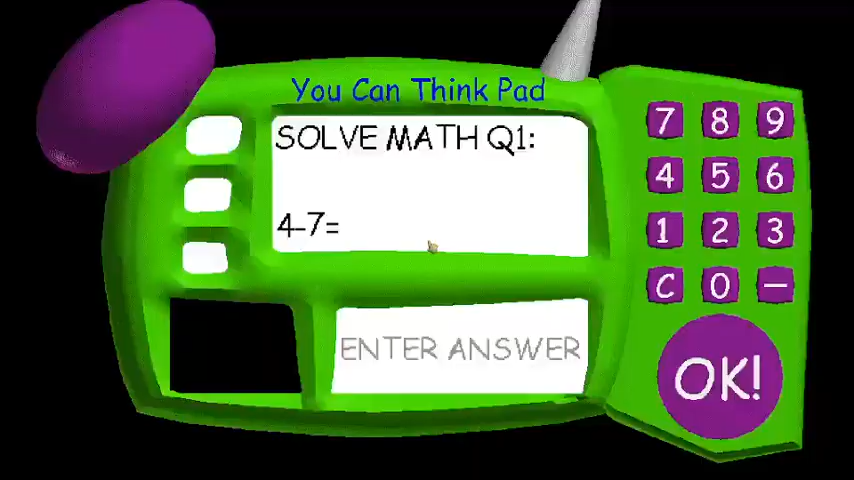 You Can Think Pad
SOLVE MATH Q1:
4-7=
ENTER ANSWER
7 8 9
4 5 6
1 2 3
C 0 −
OK!